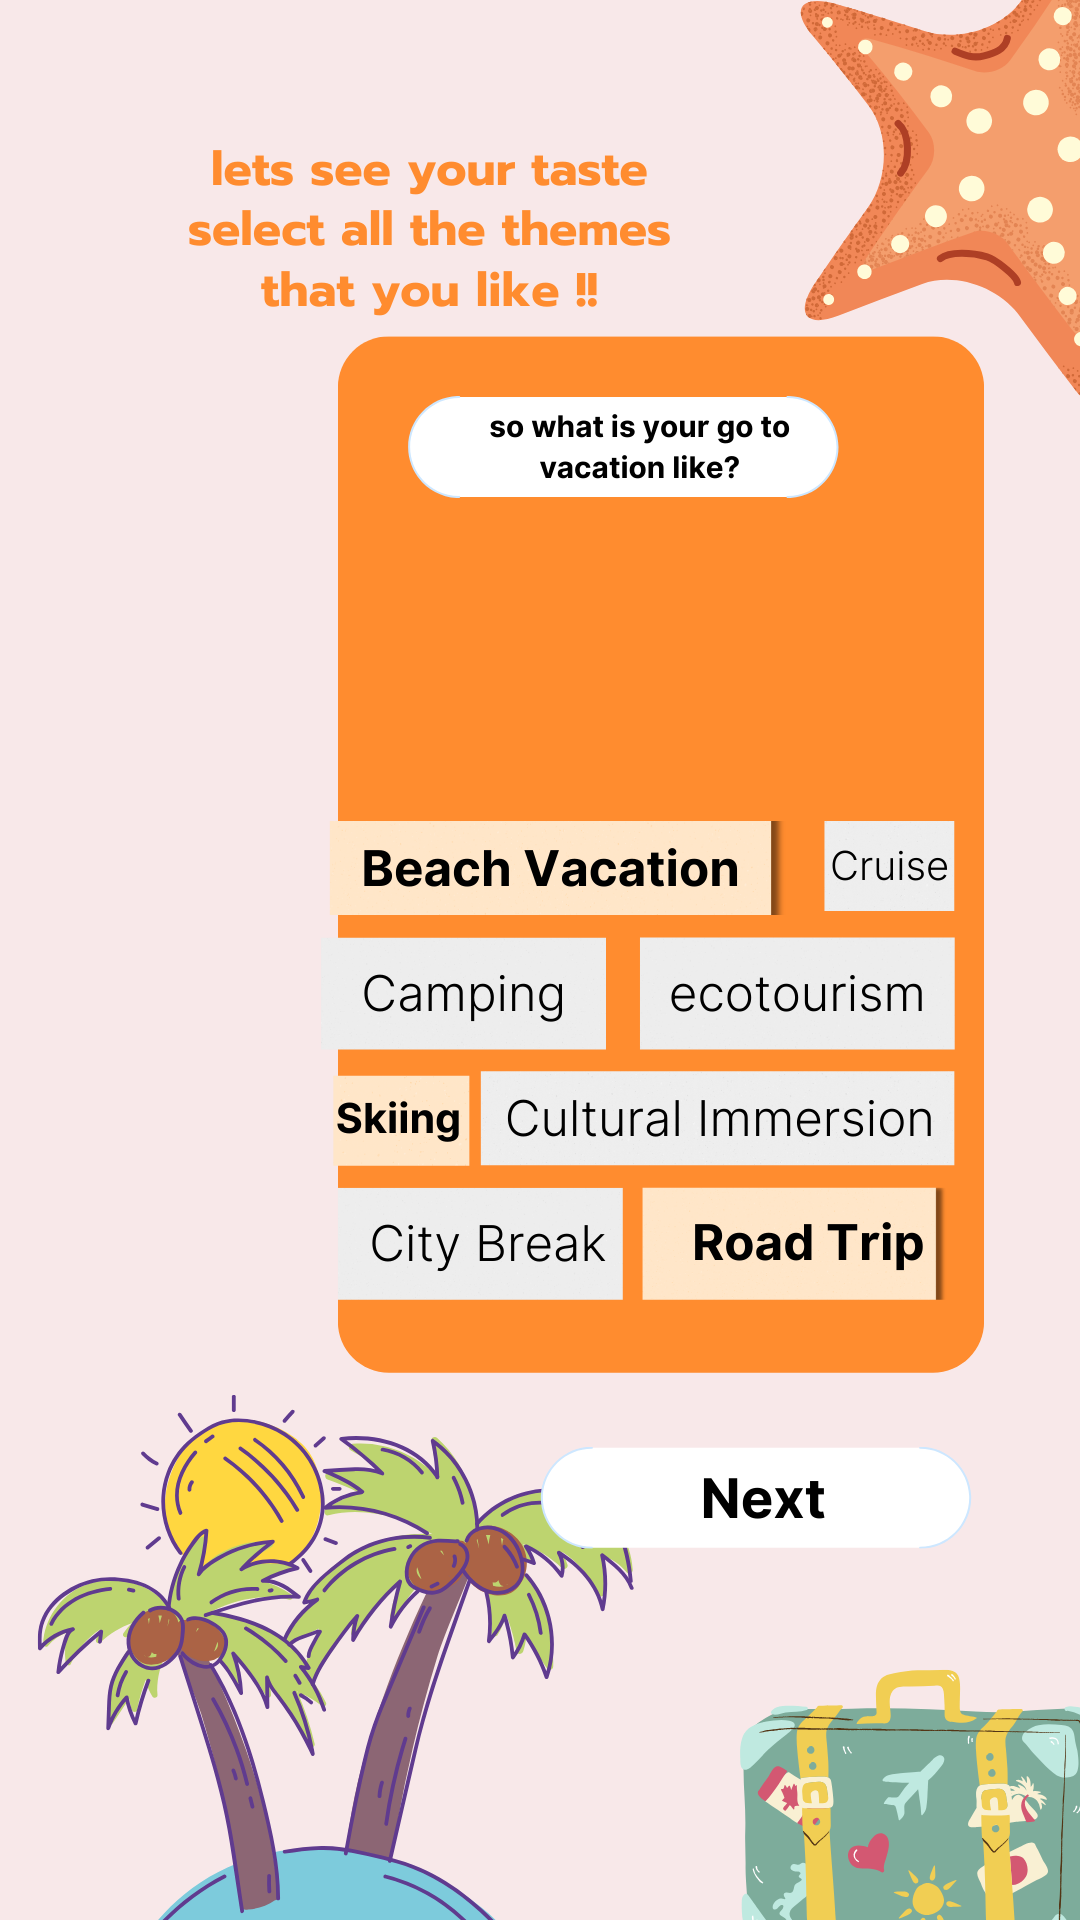 lets see your taste
select all the themes
that you like !!
so what is your go to
vacation like?
Beach Vacation
Cruise
Camping
ecotourism
Skiing
Cultural Immersion
City Break
Road Trip
Next